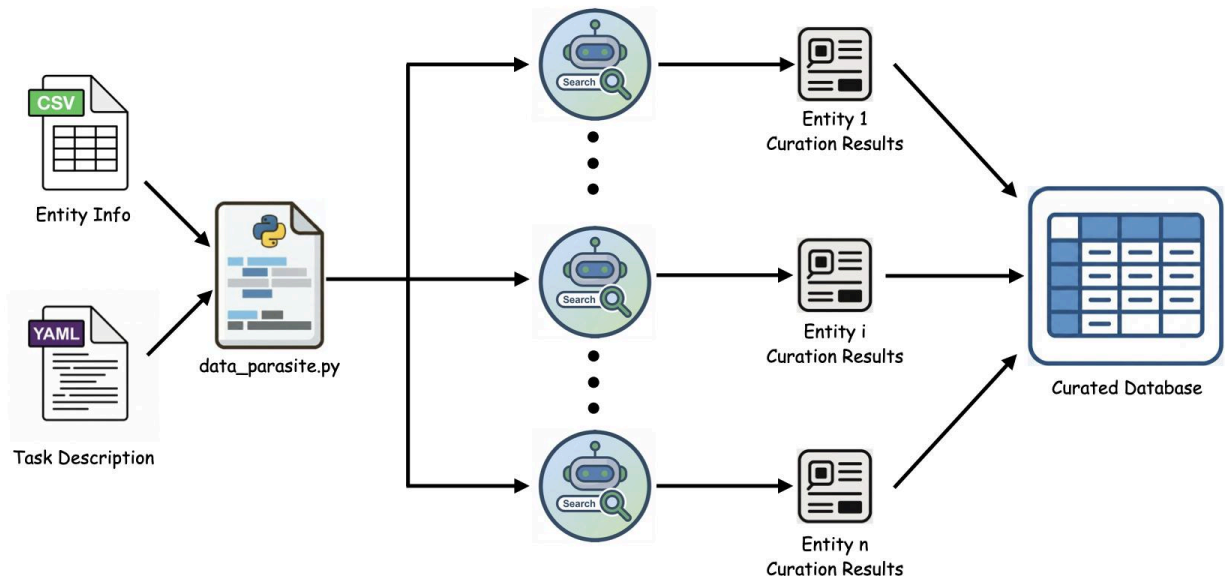 CSV
Entity Info
YAML
Task Description
data_parasite.py
Search
Entity 1
Curation Results
Search
Entity i
Curation Results
Search
Entity n
Curation Results
Curated Database